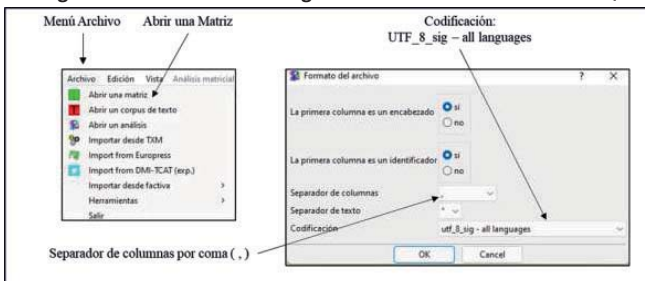 Menú Archivo
Abrir una Matriz
Codificación:
UTF_8_sig – all languages
Archivo Edición Vista Análisis matricial
Abrir una matriz
Abrir un corpus de texto
Abrir un análisis
Importar desde TXM
Import from Europress
Import from DMI-TCAT (exp.)
Importar desde factiva
Herramientas
Salir
Formato del archivo
La primera columna es un encabezado
si
no
La primera columna es un identificador
si
no
Separador de columnas ,
Separador de texto
Codificación utf_8_sig - all languages
OK Cancel
Separador de columnas por coma ( , )